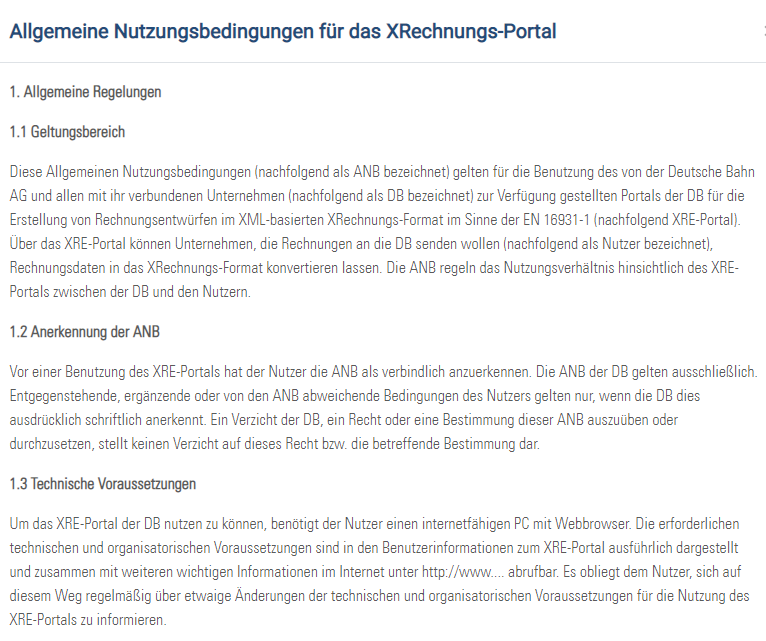 Allgemeine Nutzungsbedingungen für das XRechnungs-Portal
1. Allgemeine Regelungen
1.1 Geltungsbereich
Diese Allgemeinen Nutzungsbedingungen (nachfolgend als ANB bezeichnet) gelten für die Benutzung des von der Deutsche Bahn
AG und allen mit ihr verbundenen Unternehmen (nachfolgend als DB bezeichnet) zur Verfügung gestellten Portals der DB für die
Erstellung von Rechnungsentwürfen im XML-basierten XRechnungs-Format im Sinne der EN 16931-1 (nachfolgend XRE-Portal).
Über das XRE-Portal können Unternehmen, die Rechnungen an die DB senden wollen (nachfolgend als Nutzer bezeichnet),
Rechnungsdaten in das XRechnungs-Format konvertieren lassen. Die ANB regeln das Nutzungsverhältnis hinsichtlich des XRE-
Portals zwischen der DB und den Nutzern.
1.2 Anerkennung der ANB
Vor einer Benutzung des XRE-Portals hat der Nutzer die ANB als verbindlich anzuerkennen. Die ANB der DB gelten ausschließlich.
Entgegenstehende, ergänzende oder von den ANB abweichende Bedingungen des Nutzers gelten nur, wenn die DB dies
ausdrücklich schriftlich anerkennt. Ein Verzicht der DB, ein Recht oder eine Bestimmung dieser ANB auszuüben oder
durchzusetzen, stellt keinen Verzicht auf dieses Recht bzw. die betreffende Bestimmung dar.
1.3 Technische Voraussetzungen
Um das XRE-Portal der DB nutzen zu können, benötigt der Nutzer einen internetfähigen PC mit Webbrowser. Die erforderlichen
technischen und organisatorischen Voraussetzungen sind in den Benutzerinformationen zum XRE-Portal ausführlich dargestellt
und zusammen mit weiteren wichtigen Informationen im Internet unter http://www.... abrufbar. Es obliegt dem Nutzer, sich auf
diesem Weg regelmäßig über etwaige Änderungen der technischen und organisatorischen Voraussetzungen für die Nutzung des
XRE-Portals zu informieren.